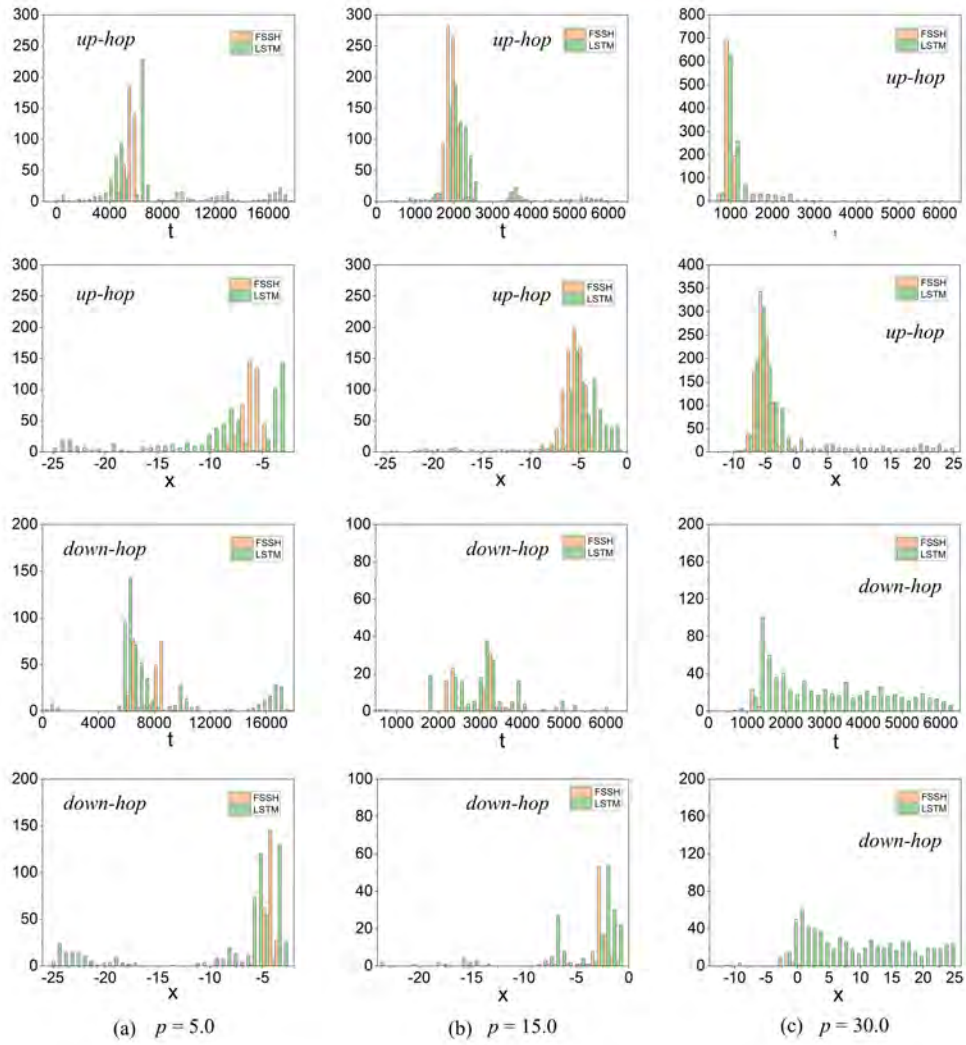 up-hop
FSSH
LSTM
300
250
200
150
100
50
0
0 4000 8000 12000 16000
t
up-hop
FSSH
LSTM
300
250
200
150
100
50
0
0 1000 2000 3000 4000 5000 6000
t
FSSH
LSTM
up-hop
800
700
600
500
400
300
200
100
0
1000 2000 3000 4000 5000 6000
up-hop
FSSH
LSTM
300
250
200
150
100
50
0
-25 -20 -15 -10 -5
x
up-hop
FSSH
LSTM
300
250
200
150
100
50
0
-25 -20 -15 -10 -5 0
x
FSSH
LSTM
up-hop
400
350
300
250
200
150
100
50
0
-10 -5 0 5 10 15 20 25
x
down-hop
FSSH
LSTM
200
150
100
50
0
0 4000 8000 12000 16000
t
down-hop
FSSH
LSTM
100
80
60
40
20
0
1000 2000 3000 4000 5000 6000
t
FSSH
LSTM
down-hop
200
160
120
80
40
0
0 1000 2000 3000 4000 5000 6000
t
down-hop
FSSH
LSTM
200
150
100
50
0
-25 -20 -15 -10 -5
x
down-hop
FSSH
LSTM
100
80
60
40
20
0
-20 -15 -10 -5 0
x
FSSH
LSTM
down-hop
200
160
120
80
40
0
-10 -5 0 5 10 15 20 25
x
(a) p = 5.0
(b) p = 15.0
(c) p = 30.0